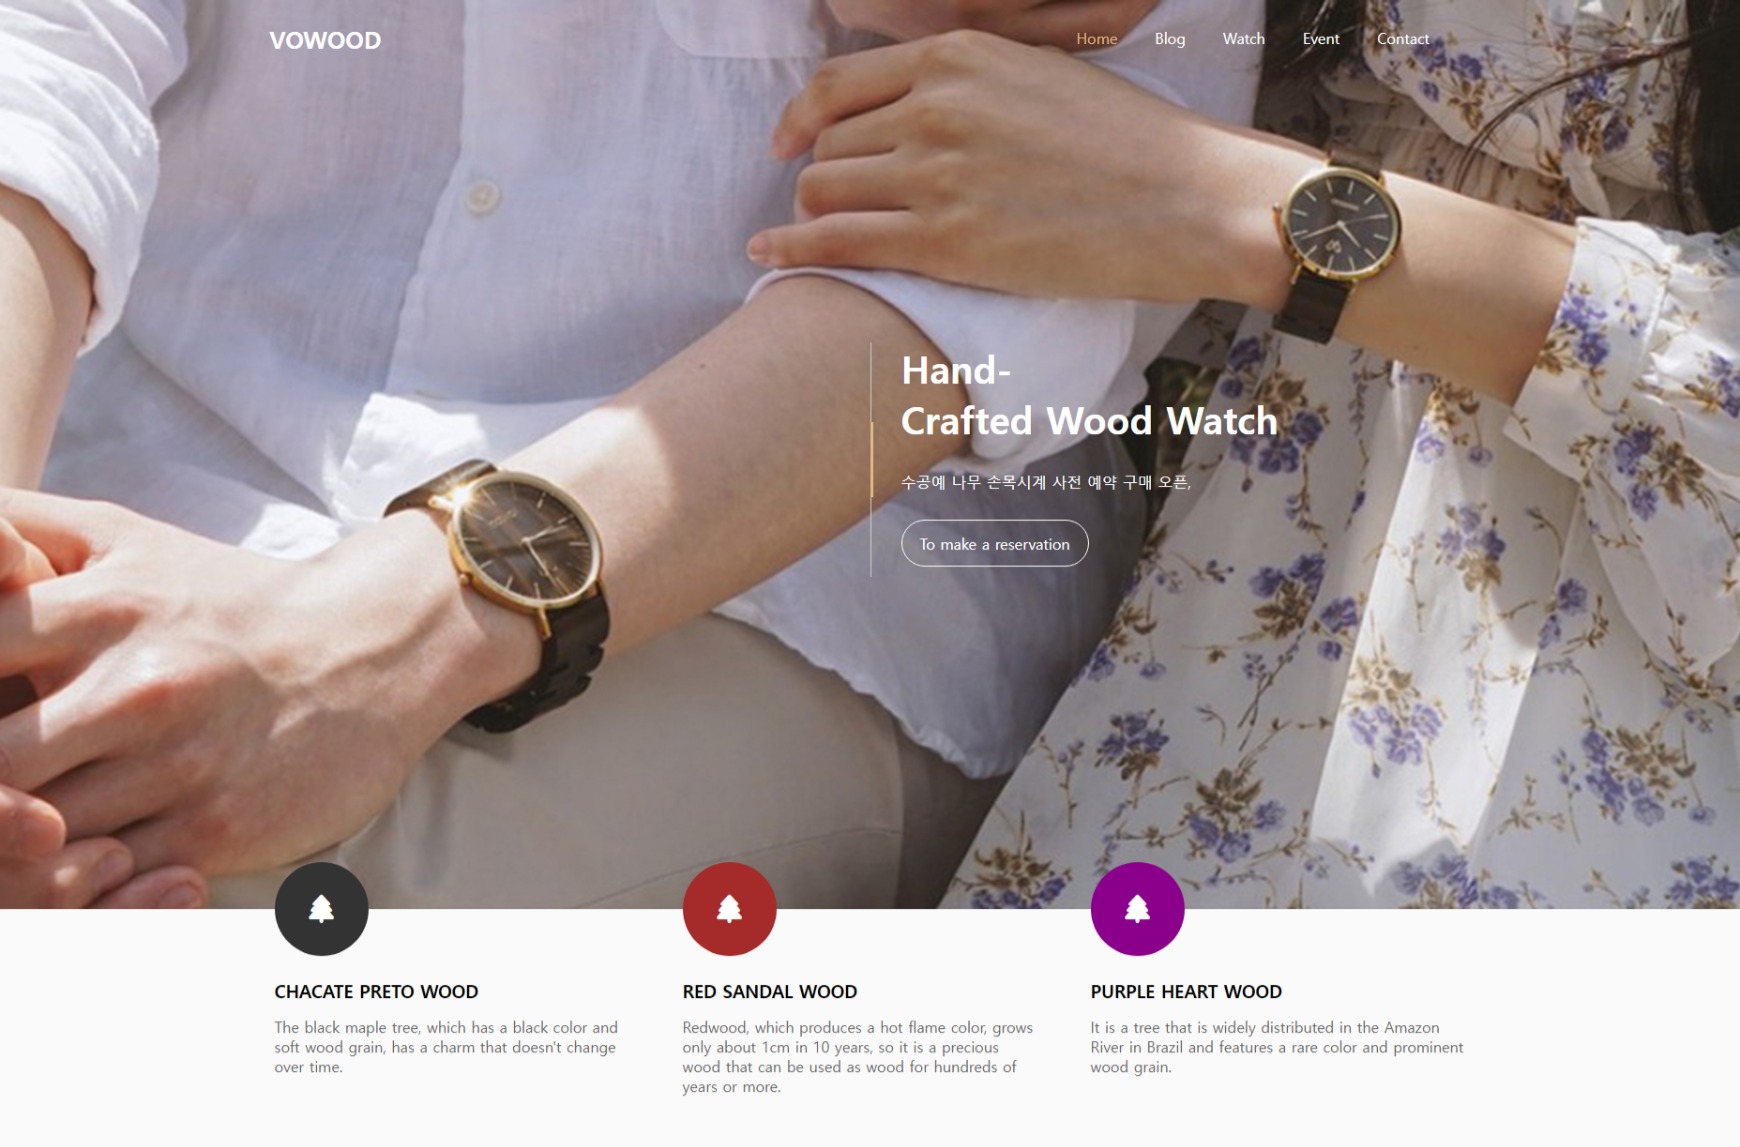 VOWOOD
Home Blog Watch Event Contact
Hand-
Crafted Wood Watch
수공예 나무 손목시계 사전 예약 구매 오픈,
To make a reservation
CHACATE PRETO WOOD
The black maple tree, which has a black color and
soft wood grain, has a charm that doesn't change
over time.
RED SANDAL WOOD
Redwood, which produces a hot flame color, grows
only about 1cm in 10 years, so it is a precious
wood that can be used as wood for hundreds of
years or more.
PURPLE HEART WOOD
It is a tree that is widely distributed in the Amazon
River in Brazil and features a rare color and prominent
wood grain.